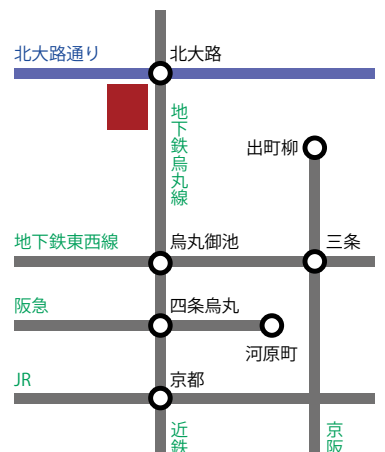 北大路通り
北大路
地下鉄烏丸線
出町柳
地下鉄東西線
烏丸御池
三条
阪急
四条烏丸
河原町
JR
京都
近鉄
京阪